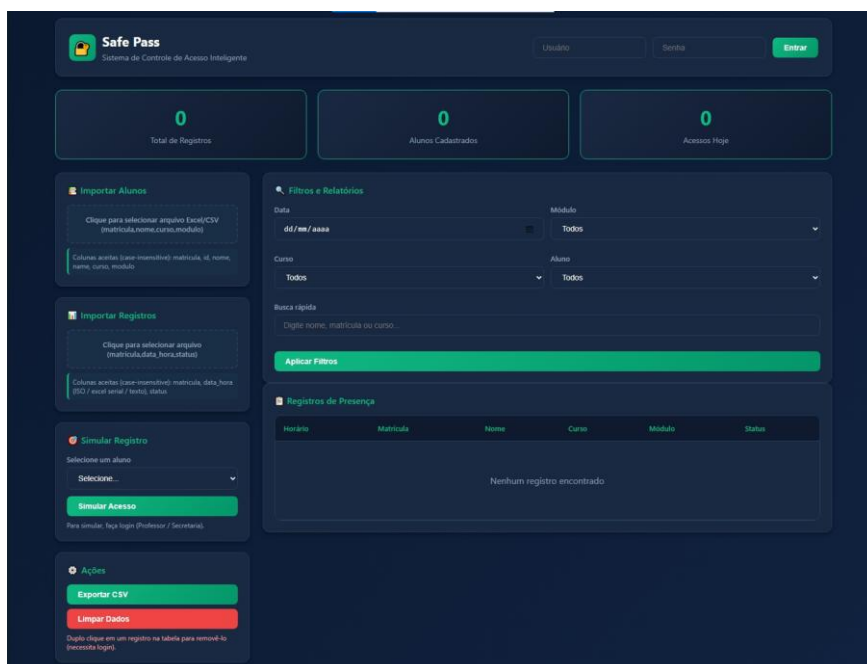 Safe Pass
Sistema de Controle de Acesso Inteligente
Usuário
Senha
Entrar
0
Total de Registros
0
Alunos Cadastrados
0
Acessos Hoje
Importar Alunos
Clique para selecionar arquivo Excel/CSV
(matricula,nome,curso,modulo)
Colunas aceitas (case-insensitive): matricula, id, nome,
name, curso, modulo
Importar Registros
Clique para selecionar arquivo
(matricula,data_hora,status)
Colunas aceitas (case-insensitive): matricula, data_hora
(ISO / excel serial / texto), status
Simular Registro
Selecione um aluno
Selecione...
Simular Acesso
Para simular, faça login (Professor / Secretaria).
Ações
Exportar CSV
Limpar Dados
Duplo clique em um registro na tabela para removê-lo
(necessita login).
Filtros e Relatórios
Data
Módulo
dd/mm/aaaa
Todos
Curso
Aluno
Todos
Todos
Busca rápida
Digite nome, matrícula ou curso...
Aplicar Filtros
Registros de Presença
Horário
Matrícula
Nome
Curso
Módulo
Status
Nenhum registro encontrado